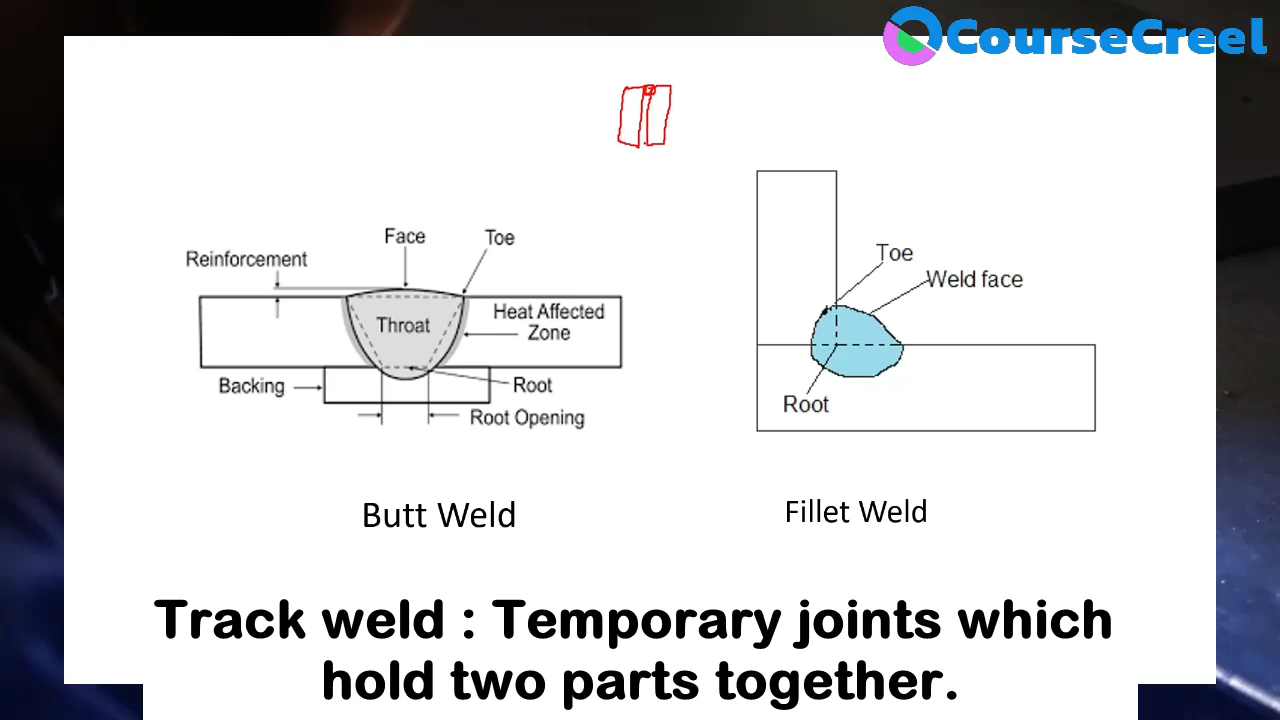 CourseCreel
Face
Toe
Reinforcement
Throat
Heat Affected
Zone
Backing
Root
Root Opening
Butt Weld
Toe
Weld face
Root
Fillet Weld
Track weld : Temporary joints which
hold two parts together.